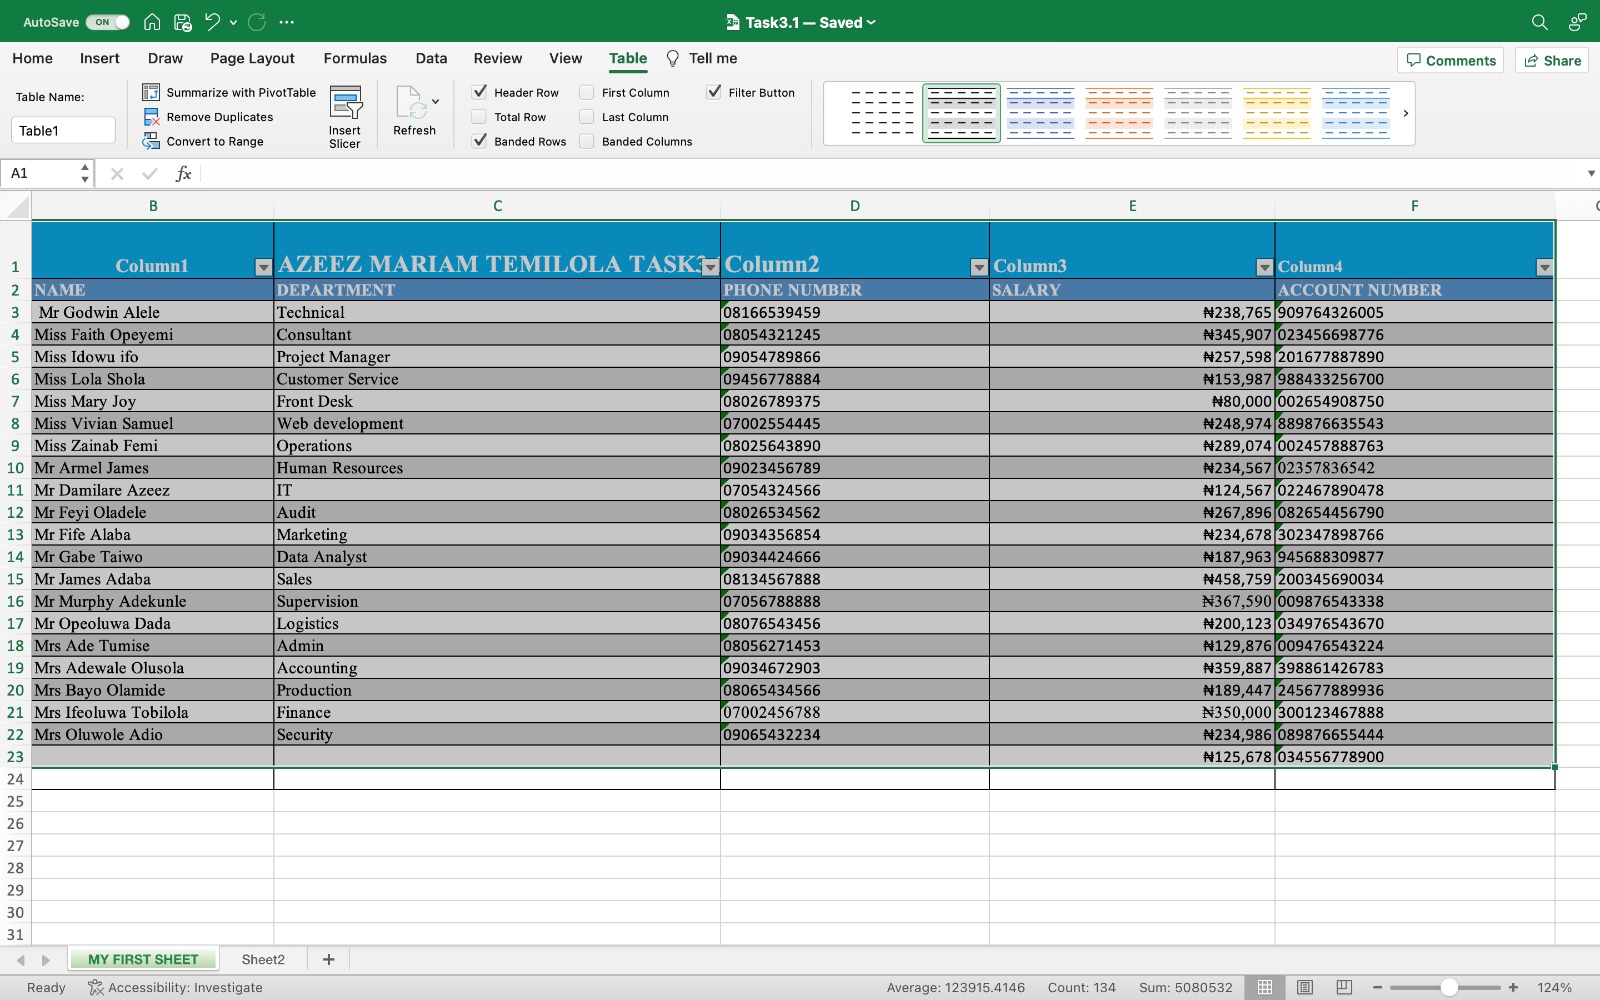 AutoSave ON Task3.1 — Saved
Home Insert Draw Page Layout Formulas Data Review View Table Tell me Comments Share
Table Name: Summarize with PivotTable Header Row First Column Filter Button
Table1 Remove Duplicates Insert Slicer Refresh Total Row Last Column
Convert to Range Banded Rows Banded Columns
A1 fx
B C D E F
1 Column1 AZEEZ MARIAM TEMILOLA TASK3 Column2 Column3 Column4
2 NAME DEPARTMENT PHONE NUMBER SALARY ACCOUNT NUMBER
3 Mr Godwin Alele Technical 08166539459 ₦238,765 909764326005
4 Miss Faith Opeyemi Consultant 08054321245 ₦345,907 023456698776
5 Miss Idowu ifo Project Manager 09054789866 ₦257,598 201677887890
6 Miss Lola Shola Customer Service 09456778884 ₦153,987 988433256700
7 Miss Mary Joy Front Desk 08026789375 ₦80,000 002654908750
8 Miss Vivian Samuel Web development 07002554445 ₦248,974 889876635543
9 Miss Zainab Femi Operations 08025643890 ₦289,074 002457888763
10 Mr Armel James Human Resources 09023456789 ₦234,567 02357836542
11 Mr Damilare Azeez IT 07054324566 ₦124,567 022467890478
12 Mr Feyi Oladele Audit 08026534562 ₦267,896 082654456790
13 Mr Fife Alaba Marketing 09034356854 ₦234,678 302347898766
14 Mr Gabe Taiwo Data Analyst 09034424666 ₦187,963 945688309877
15 Mr James Adaba Sales 08134567888 ₦458,759 200345690034
16 Mr Murphy Adekunle Supervision 07056788888 ₦367,590 009876543338
17 Mr Opeoluwa Dada Logistics 08076543456 ₦200,123 034976543670
18 Mrs Ade Tumise Admin 08056271453 ₦129,876 009476543224
19 Mrs Adewale Olusola Accounting 09034672903 ₦359,887 398861426783
20 Mrs Bayo Olamide Production 08065434566 ₦189,447 245677889936
21 Mrs Ifeoluwa Tobilola Finance 07002456788 ₦350,000 300123467888
22 Mrs Oluwole Adio Security 09065432234 ₦234,986 089876655444
23 ₦125,678 034556778900
24
25
26
27
28
29
30
31
MY FIRST SHEET Sheet2 +
Ready Accessibility: Investigate Average: 123915.4146 Count: 134 Sum: 5080532 124%